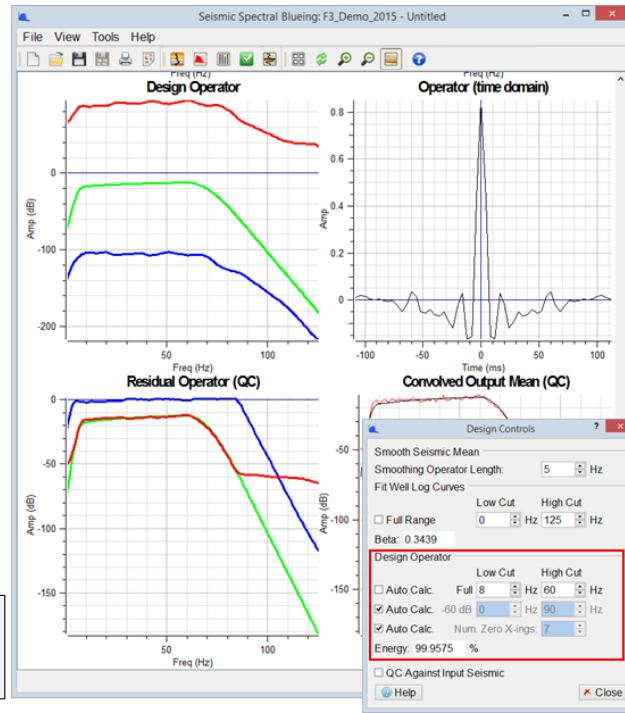 Seismic Spectral Blueing: F3_Demo_2015 - Untitled
File View Tools Help
Freq (Hz)
Design Operator
0
-100
-200
Amp (dB)
50
100
Freq (Hz)
Freq (Hz)
Operator (time domain)
0.8
0.6
0.4
0.2
0
Amp
-100
-50
0
50
100
Time (ms)
Residual Operator (QC)
0
-50
-100
-150
Amp (dB)
50
100
Freq (Hz)
Convolved Output Mean (QC)
0
-50
-100
-150
Amp (dB)
Design Controls
? ×
Smooth Seismic Mean
Smoothing Operator Length: 5 Hz
Fit Well Log Curves
Low Cut High Cut
Full Range 0 Hz 125 Hz
Beta: 0.3439
Design Operator
Low Cut High Cut
Auto Calc. Full 8 Hz 60 Hz
Auto Calc. -60 dB 0 Hz 90 Hz
Auto Calc. Num. Zero X-ings: 7
Energy: 99.9575 %
QC Against Input Seismic
Help Close